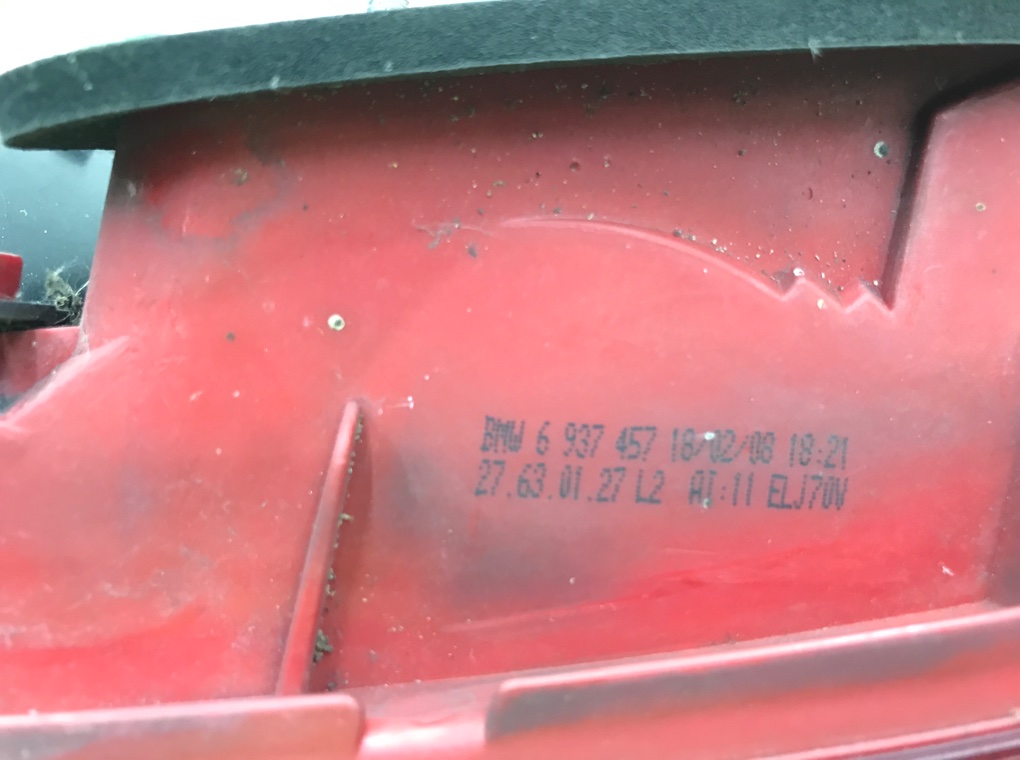 BMW 6 937 457 18/02/08 18:21
27.63.01.27 L2 AI:11 ELJ70V